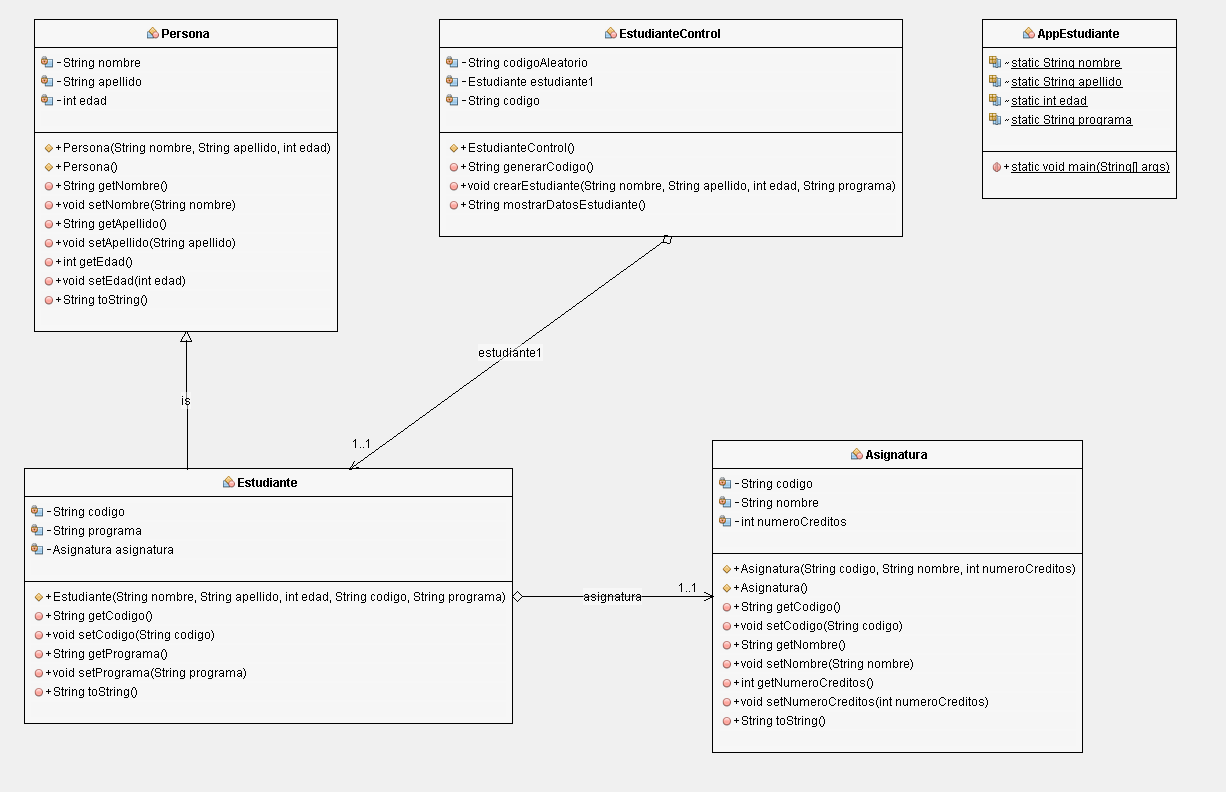 Persona
-String nombre
-String apellido
-int edad
+Persona(String nombre, String apellido, int edad)
+Persona()
+String getNombre()
+void setNombre(String nombre)
+String getApellido()
+void setApellido(String apellido)
+int getEdad()
+void setEdad(int edad)
+String toString()
EstudianteControl
-String codigoAleatorio
-Estudiante estudiante1
-String codigo
+EstudianteControl()
+String generarCodigo()
+void crearEstudiante(String nombre, String apellido, int edad, String programa)
+String mostrarDatosEstudiante()
AppEstudiante
~static String nombre
~static String apellido
~static int edad
~static String programa
+static void main(String[] args)
estudiante1
is
1..1
Estudiante
-String codigo
-String programa
-Asignatura asignatura
+Estudiante(String nombre, String apellido, int edad, String codigo, String programa)
+String getCodigo()
+void setCodigo(String codigo)
+String getPrograma()
+void setPrograma(String programa)
+String toString()
asignatura
1..1
Asignatura
-String codigo
-String nombre
-int numeroCreditos
+Asignatura(String codigo, String nombre, int numeroCreditos)
+Asignatura()
+String getCodigo()
+void setCodigo(String codigo)
+String getNombre()
+void setNombre(String nombre)
+int getNumeroCreditos()
+void setNumeroCreditos(int numeroCreditos)
+String toString()